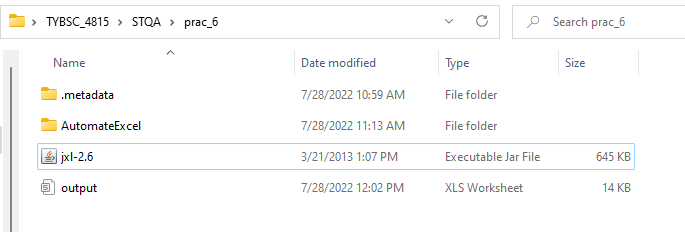 TYBSC_4815 > STQA > prac_6 Search prac_6
Name Date modified Type Size
.metadata 7/28/2022 10:59 AM File folder
AutomateExcel 7/28/2022 11:13 AM File folder
jxl-2.6 3/21/2013 1:07 PM Executable Jar File 645 KB
output 7/28/2022 12:02 PM XLS Worksheet 14 KB